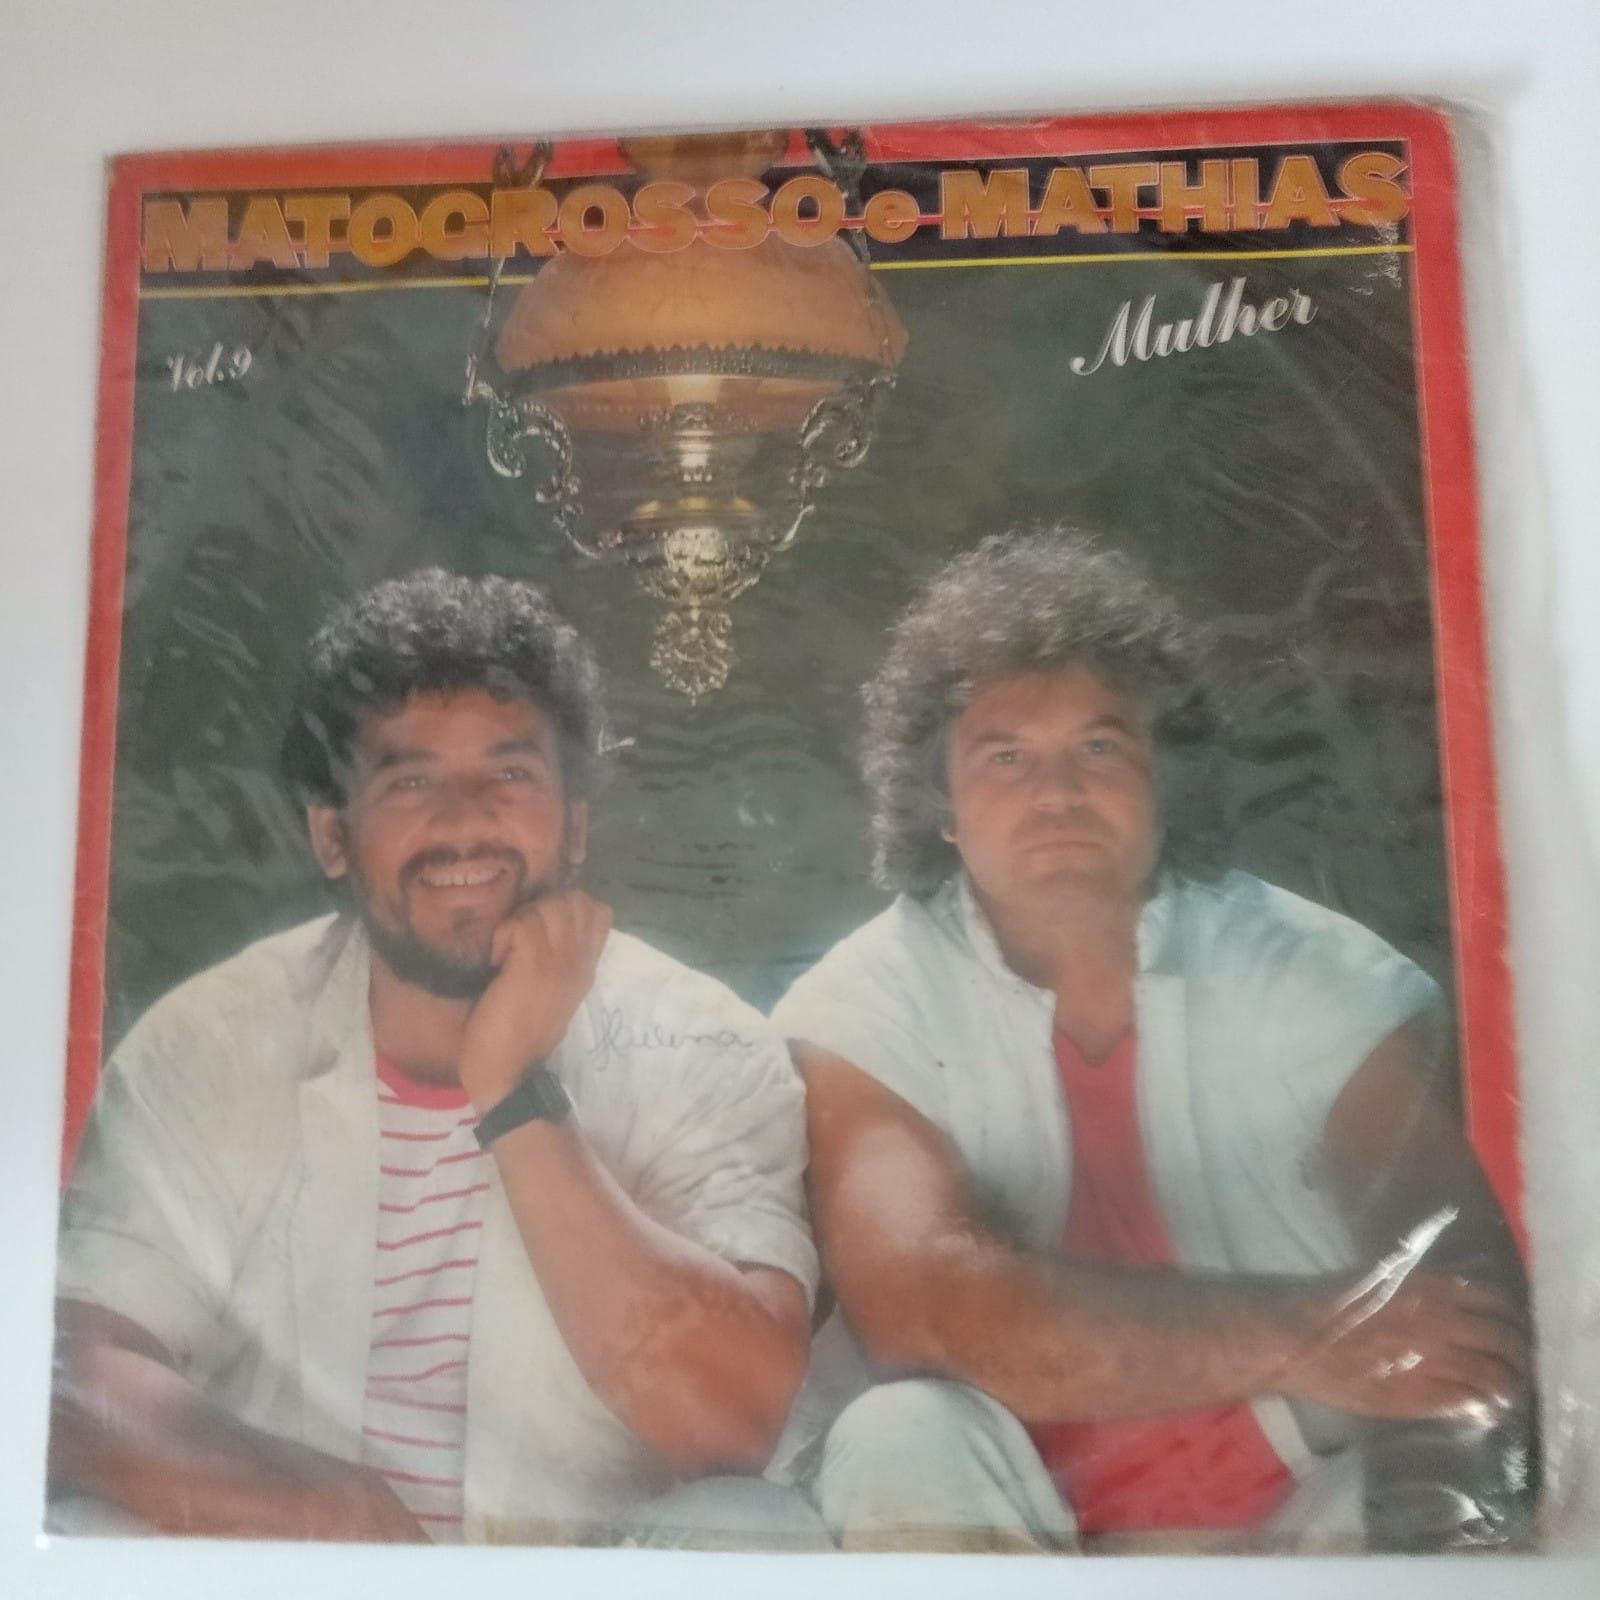 MATOGROSSO e MATHIAS
Vol. 9
Mulher